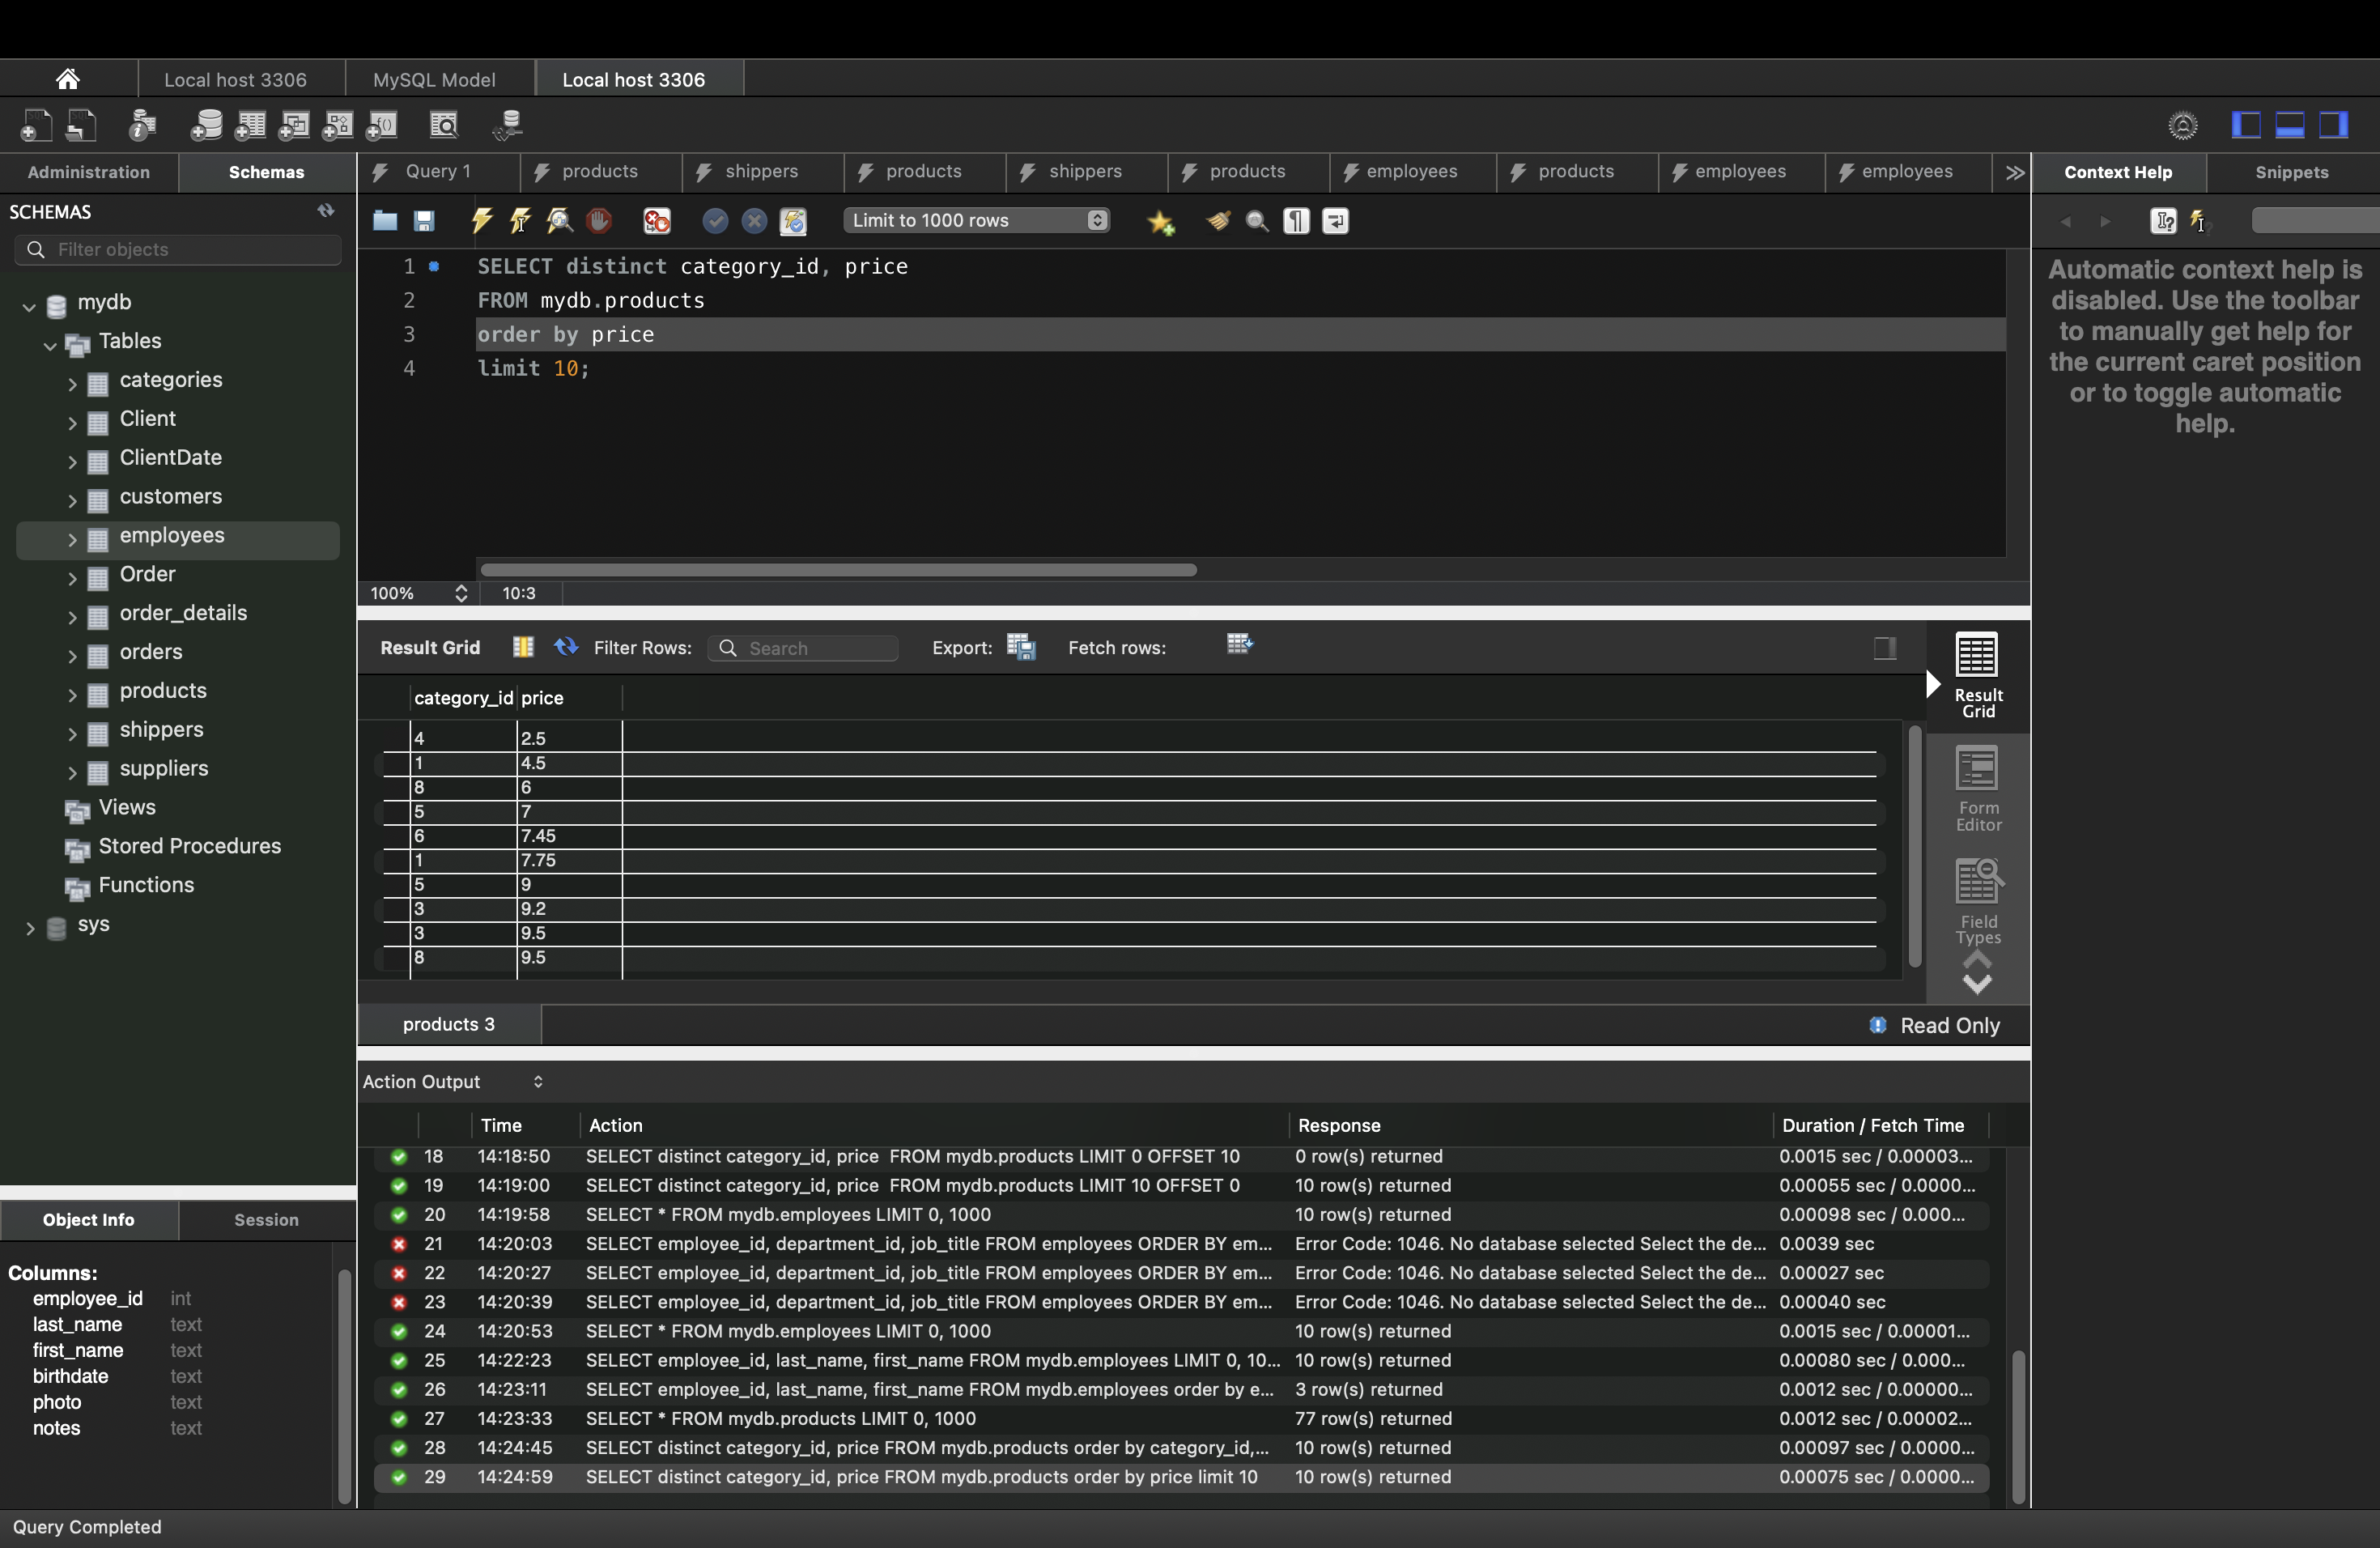 Local host 3306
MySQL Model
Local host 3306
Administration
Schemas
Query 1
products
shippers
products
shippers
products
employees
products
employees
employees
Context Help
Snippets
SCHEMAS
Filter objects
mydb
Tables
categories
Client
ClientDate
customers
employees
Order
order_details
orders
products
shippers
suppliers
Views
Stored Procedures
Functions
sys
Object Info
Session
Columns:
employee_id int
last_name text
first_name text
birthdate text
photo text
notes text
Limit to 1000 rows
1 SELECT distinct category_id, price
2 FROM mydb.products
3 order by price
4 limit 10;
100% 10:3
Automatic context help is
disabled. Use the toolbar
to manually get help for
the current caret position
or to toggle automatic
help.
Result Grid Filter Rows: Search Export: Fetch rows:
category_id price
4 2.5
1 4.5
8 6
5 7
6 7.45
1 7.75
5 9
3 9.2
3 9.5
8 9.5
Result
Grid
Form
Editor
Field
Types
products 3
Read Only
Action Output
Time Action Response Duration / Fetch Time
18 14:18:50 SELECT distinct category_id, price FROM mydb.products LIMIT 0 OFFSET 10 0 row(s) returned 0.0015 sec / 0.00003...
19 14:19:00 SELECT distinct category_id, price FROM mydb.products LIMIT 10 OFFSET 0 10 row(s) returned 0.00055 sec / 0.0000...
20 14:19:58 SELECT * FROM mydb.employees LIMIT 0, 1000 10 row(s) returned 0.00098 sec / 0.000...
21 14:20:03 SELECT employee_id, department_id, job_title FROM employees ORDER BY em... Error Code: 1046. No database selected Select the de... 0.0039 sec
22 14:20:27 SELECT employee_id, department_id, job_title FROM employees ORDER BY em... Error Code: 1046. No database selected Select the de... 0.00027 sec
23 14:20:39 SELECT employee_id, department_id, job_title FROM employees ORDER BY em... Error Code: 1046. No database selected Select the de... 0.00040 sec
24 14:20:53 SELECT * FROM mydb.employees LIMIT 0, 1000 10 row(s) returned 0.0015 sec / 0.00001...
25 14:22:23 SELECT employee_id, last_name, first_name FROM mydb.employees LIMIT 0, 10... 10 row(s) returned 0.00080 sec / 0.000...
26 14:23:11 SELECT employee_id, last_name, first_name FROM mydb.employees order by e... 3 row(s) returned 0.0012 sec / 0.00000...
27 14:23:33 SELECT * FROM mydb.products LIMIT 0, 1000 77 row(s) returned 0.0012 sec / 0.00002...
28 14:24:45 SELECT distinct category_id, price FROM mydb.products order by category_id,... 10 row(s) returned 0.00097 sec / 0.0000...
29 14:24:59 SELECT distinct category_id, price FROM mydb.products order by price limit 10 10 row(s) returned 0.00075 sec / 0.0000...
Query Completed